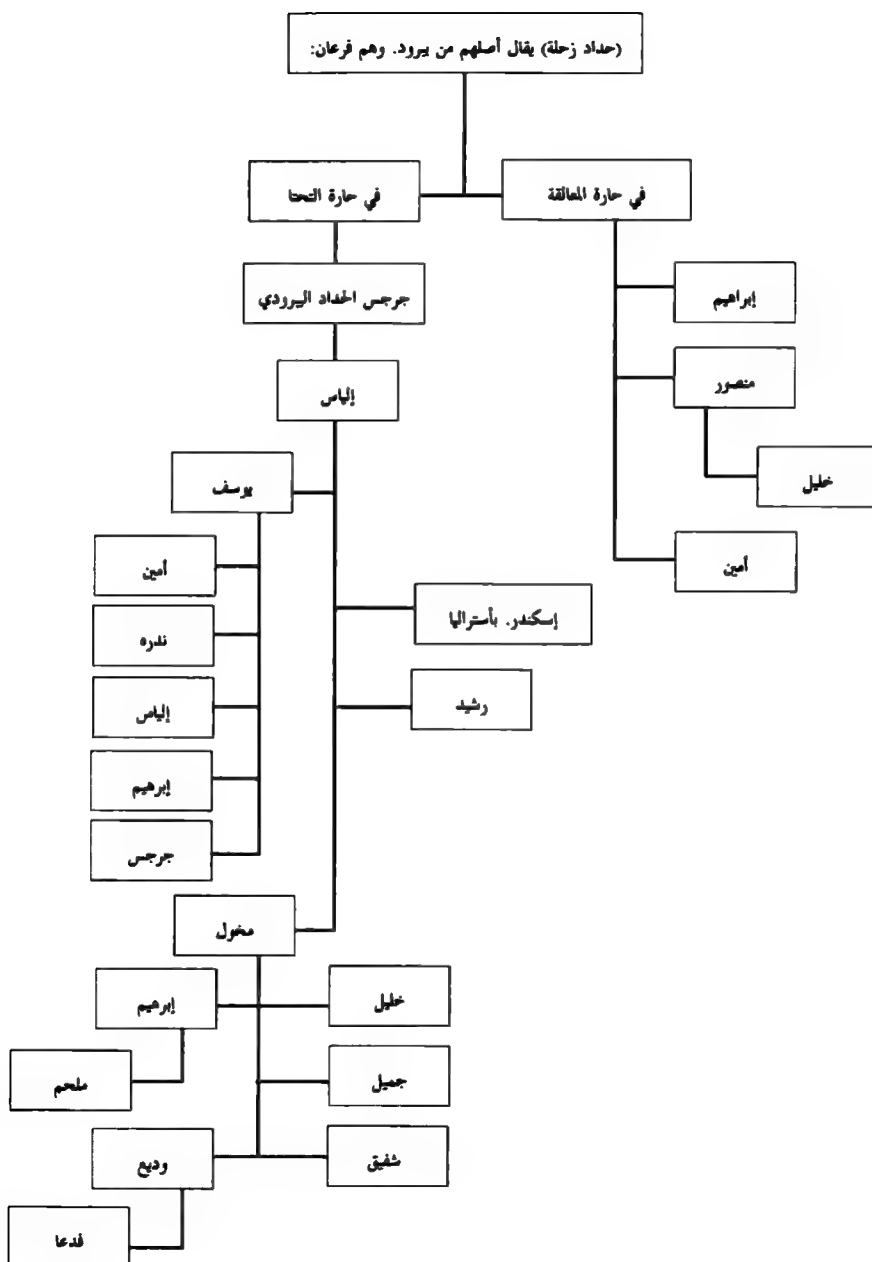 (حداد زحلة) يقال أصلهم من يبرود. وهم فرعان:
في حارة المعالقة
في حارة التحتا
جرجس الحداد اليبرودي
إبراهيم
منصور
إلياس
يوسف
خليل
أمين
أمين
إسكندر. بأستراليا
ندره
رشيد
إلياس
إبرهيم
جرجس
مخول
خليل
إبرهيم
جميل
ملحم
شفيق
وديع
فدعا